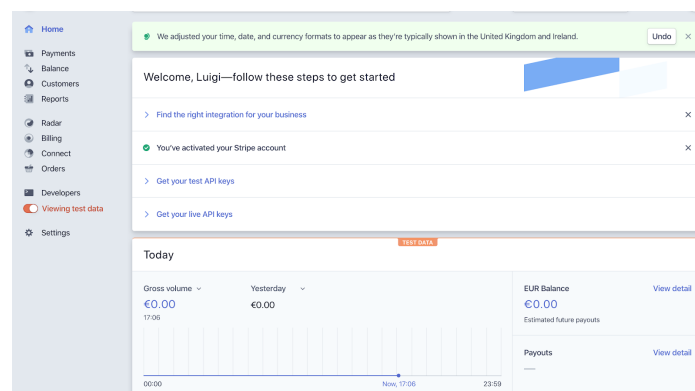 Home
Payments
Balance
Customers
Reports
Radar
Billing
Connect
Orders
Developers
Viewing test data
Settings
We adjusted your time, date, and currency formats to appear as they're typically shown in the United Kingdom and Ireland.
Undo
Welcome, Luigi—follow these steps to get started
Find the right integration for your business
You've activated your Stripe account
Get your test API keys
Get your live API keys
TEST DATA
Today
Gross volume
Yesterday
€0.00
€0.00
17:06
00:00
Now, 17:06
23:59
EUR Balance
View detail
€0.00
Estimated future payouts
Payouts
View detail
—